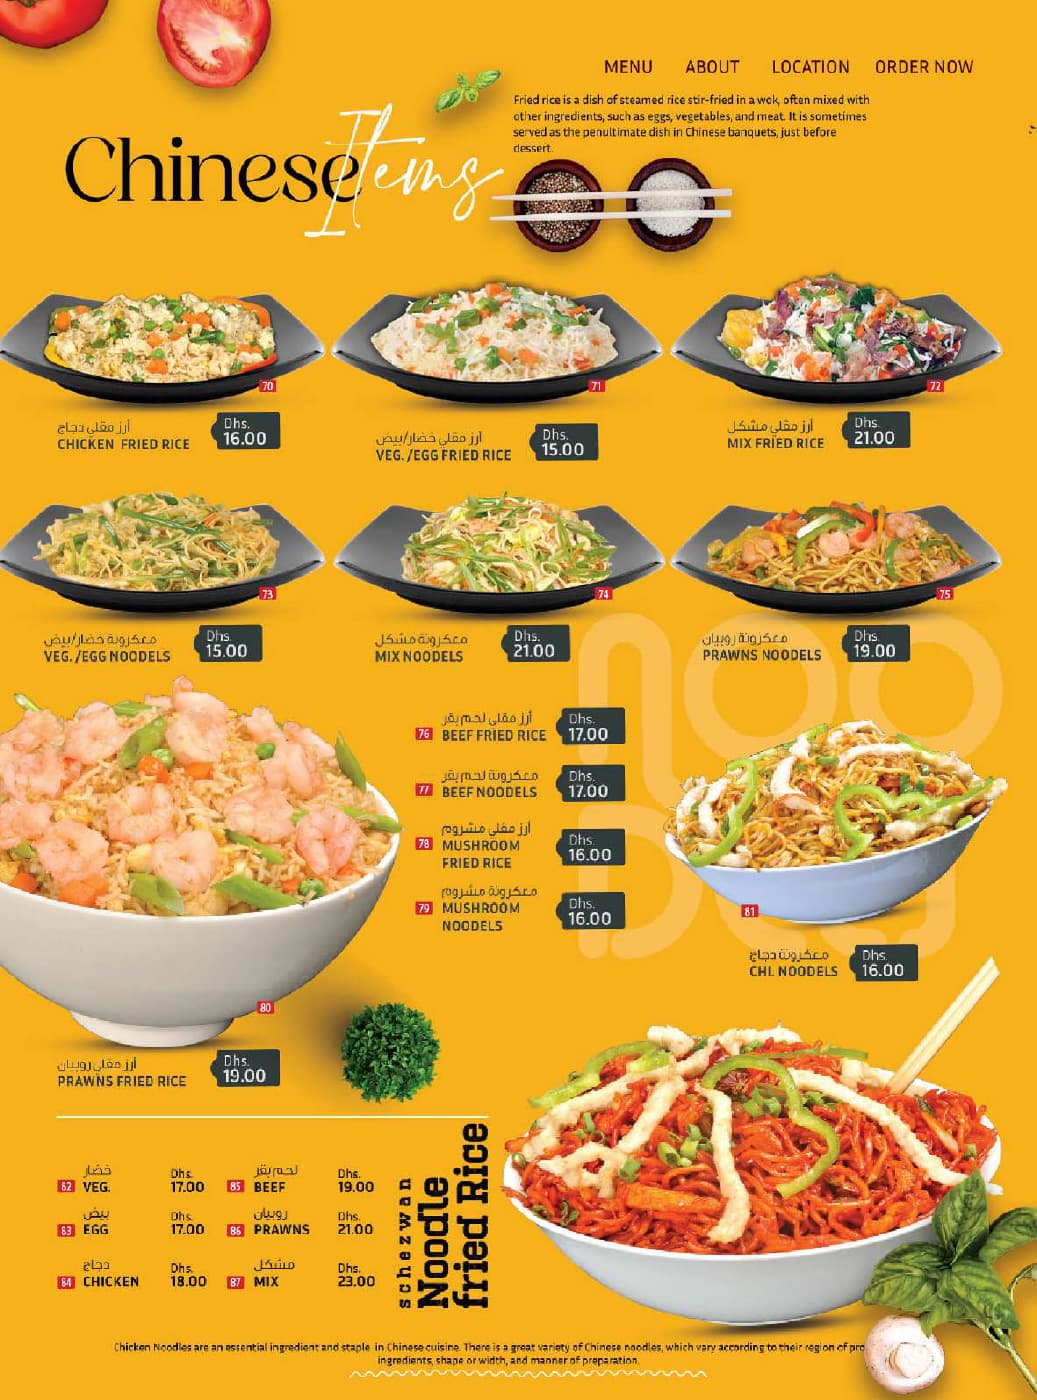 MENU ABOUT LOCATION ORDER NOW
Fried rice is a dish of steamed rice stir-fried in a wok, often mixed with
other ingredients, such as eggs, vegetables, and meat. It is sometimes
served as the penultimate dish in Chinese banquets, just before
dessert.
Chinese Items
70
أرز مقلي دجاج
CHICKEN FRIED RICE
Dhs.
16.00
71
أرز مقلي خضار/بيض
VEG. /EGG FRIED RICE
Dhs.
15.00
72
أرز مقلي مشكل
MIX FRIED RICE
Dhs.
21.00
73
معكرونة خضار/بيض
VEG. /EGG NOODELS
Dhs.
15.00
74
معكرونة مشكل
MIX NOODELS
Dhs.
21.00
75
معكرونة روبيان
PRAWNS NOODELS
Dhs.
19.00
أرز مقلي لحم بقر
76 BEEF FRIED RICE
Dhs.
17.00
معكرونة لحم بقر
77 BEEF NOODELS
Dhs.
17.00
أرز مقلي مشروم
78 MUSHROOM
FRIED RICE
Dhs.
16.00
معكرونة مشروم
79 MUSHROOM
NOODELS
Dhs.
16.00
80
أرز مقلي روبيان
PRAWNS FRIED RICE
Dhs.
19.00
81
معكرونة دجاج
CHI. NOODELS
Dhs.
16.00
schezwan
Noodle
fried Rice
خضار
82 VEG.
Dhs.
17.00
بيض
83 EGG
Dhs.
17.00
دجاج
84 CHICKEN
Dhs.
18.00
لحم بقر
85 BEEF
Dhs.
19.00
روبيان
86 PRAWNS
Dhs.
21.00
مشكل
87 MIX
Dhs.
23.00
Chicken Noodles are an essential ingredient and staple in Chinese cuisine. There is a great variety of Chinese noodles, which vary according to their region of pro
ingredients, shape or width, and manner of preparation.